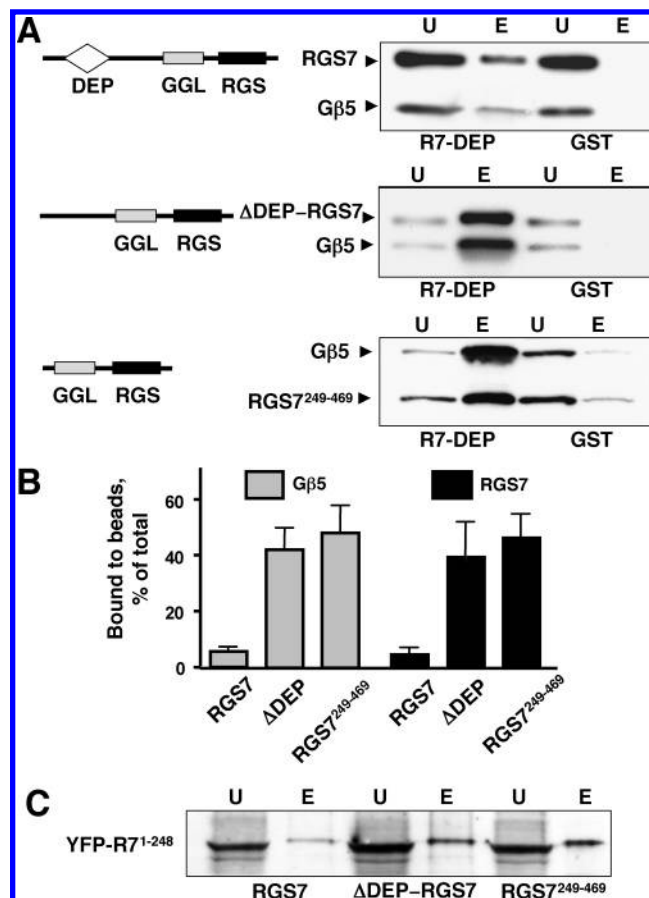 A
U E U E
RGS7
DEP GGL RGS
Gβ5
R7-DEP GST
U E U E
ΔDEP–RGS7
GGL RGS
Gβ5
R7-DEP GST
U E U E
Gβ5
GGL RGS
RGS7249-469
R7-DEP GST
B
Bound to beads,
% of total
60
40
20
0
Gβ5 RGS7
RGS7 ΔDEP RGS7249-469 RGS7 ΔDEP RGS7249-469
C
U E U E U E
YFP-R71-248
RGS7 ΔDEP–RGS7 RGS7249-469